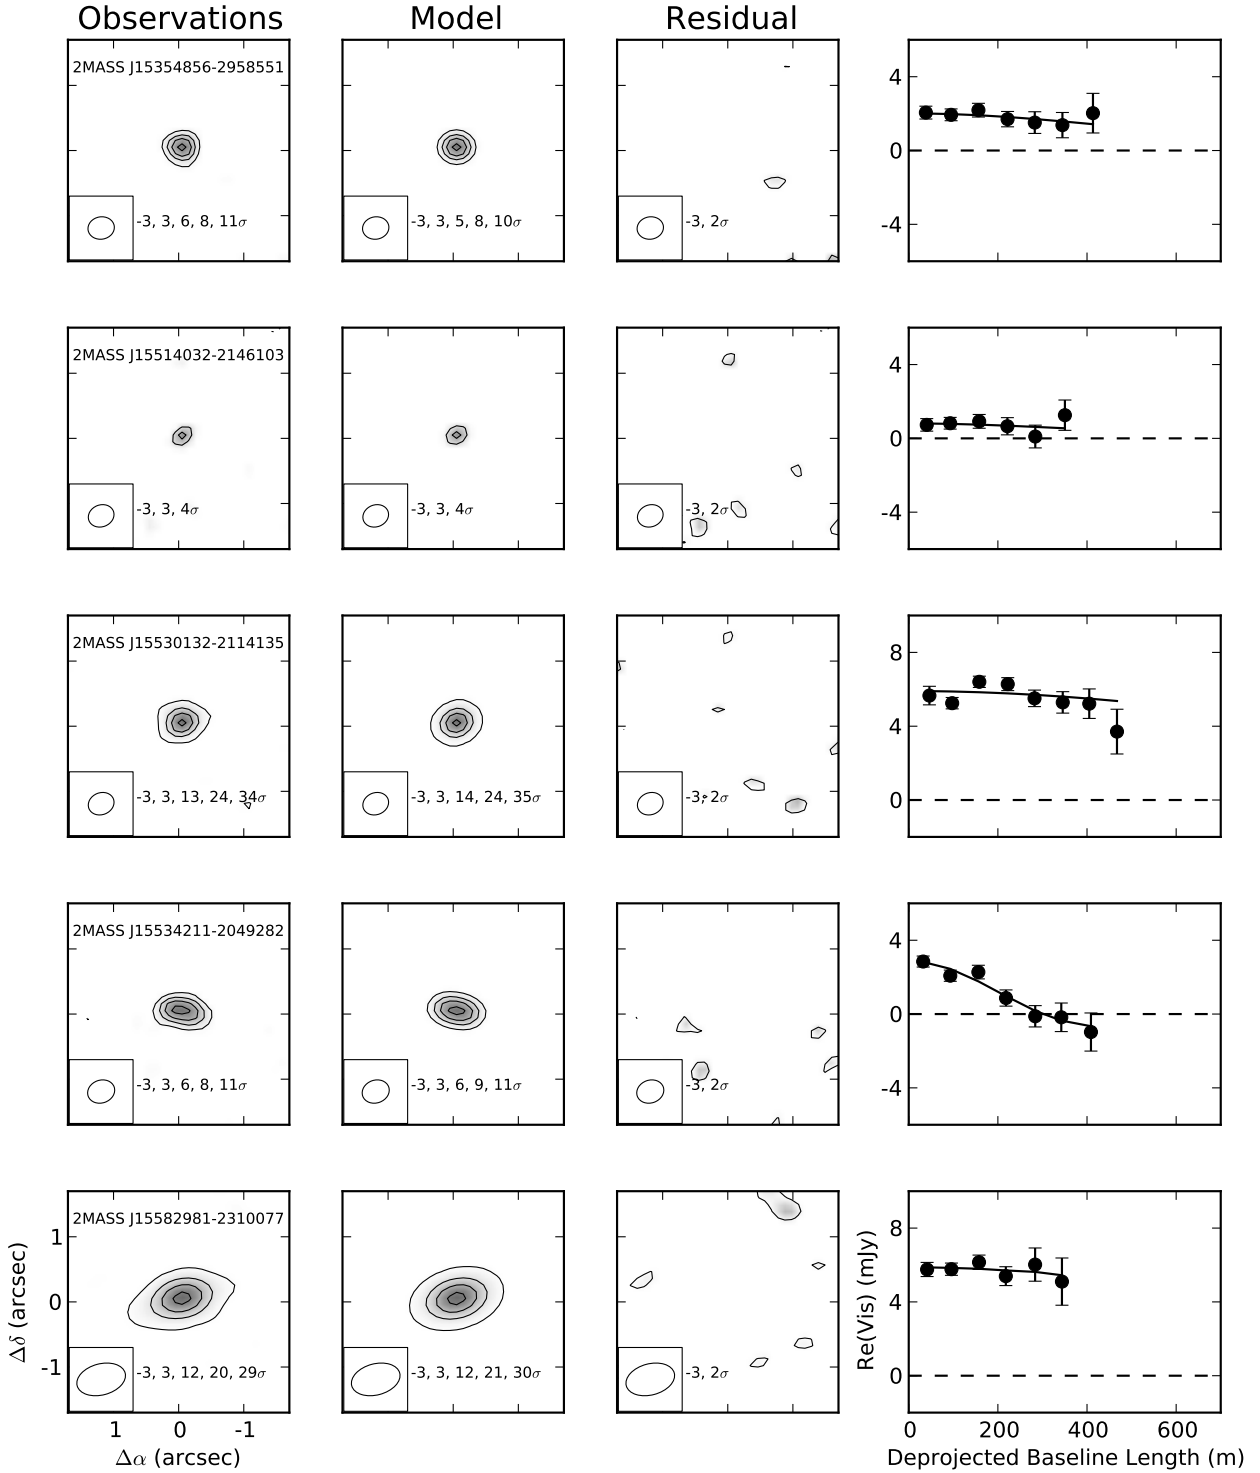 Observations Model Residual
2MASS J15354856-2958551
-3, 3, 6, 8, 11σ
-3, 3, 5, 8, 10σ
-3, 2σ
4
0
-4
2MASS J15514032-2146103
-3, 3, 4σ
-3, 3, 4σ
-3, 2σ
4
0
-4
2MASS J15530132-2114135
-3, 3, 13, 24, 34σ
-3, 3, 14, 24, 35σ
-3, 2σ
8
4
0
2MASS J15534211-2049282
-3, 3, 6, 8, 11σ
-3, 3, 6, 9, 11σ
-3, 2σ
4
0
-4
2MASS J15582981-2310077
-3, 3, 12, 20, 29σ
-3, 3, 12, 21, 30σ
-3, 2σ
1
0
-1
Δδ (arcsec)
1 0 -1
Δα (arcsec)
8
4
0
Re(Vis) (mJy)
0 200 400 600
Deprojected Baseline Length (m)